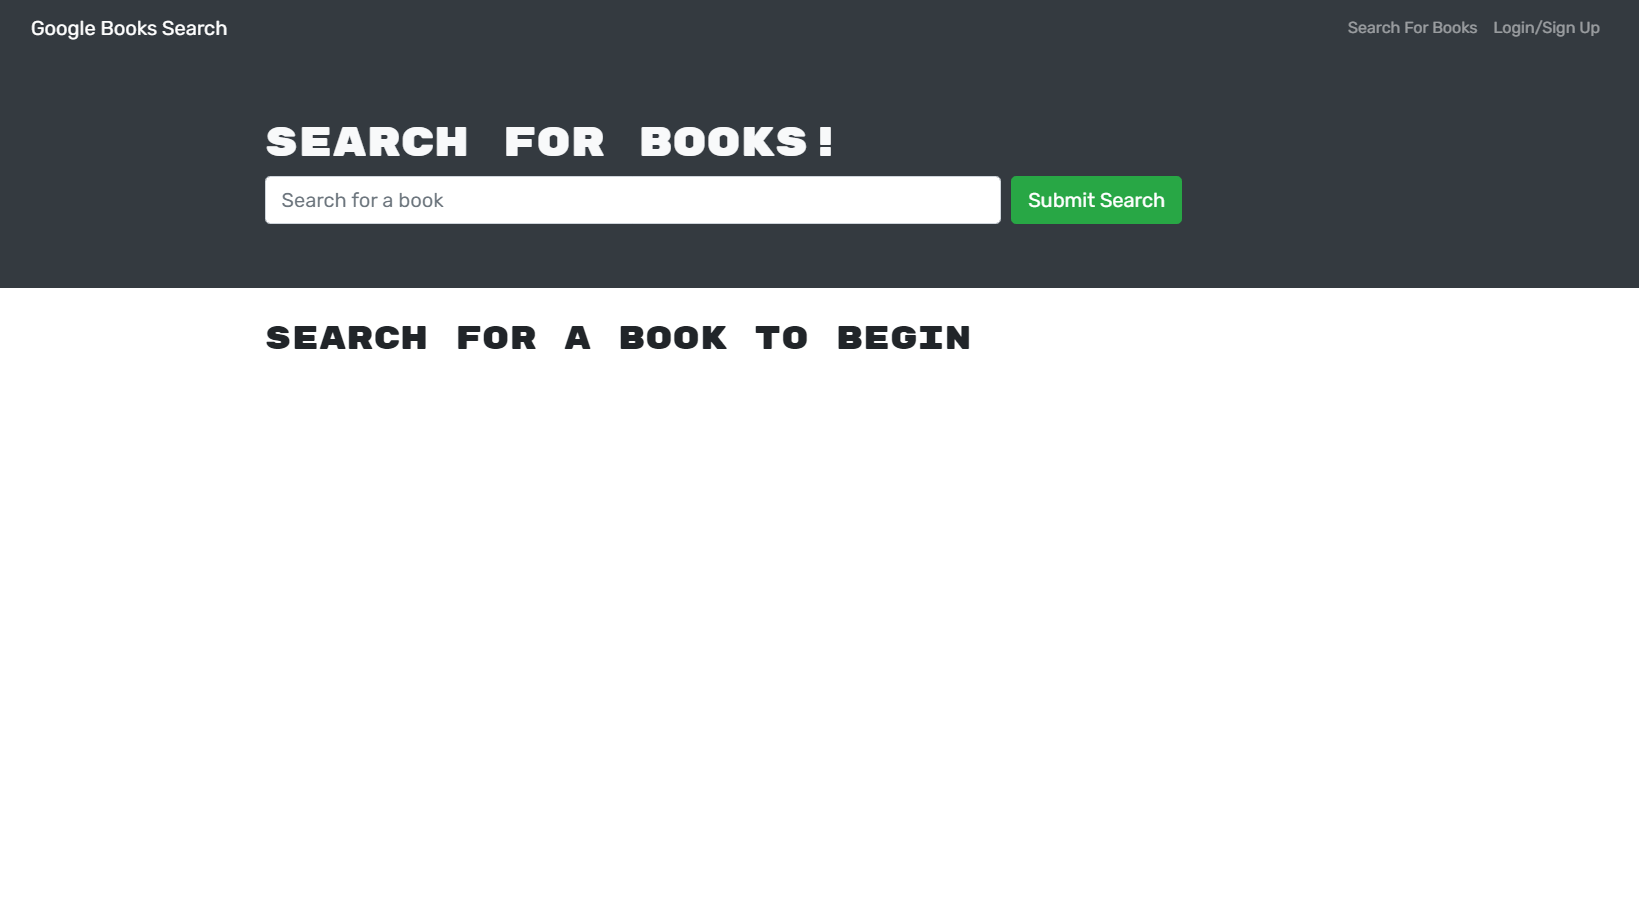 Google Books Search
Search For Books
Login/Sign Up
SEARCH FOR BOOKS!
Search for a book
Submit Search
SEARCH FOR A BOOK TO BEGIN